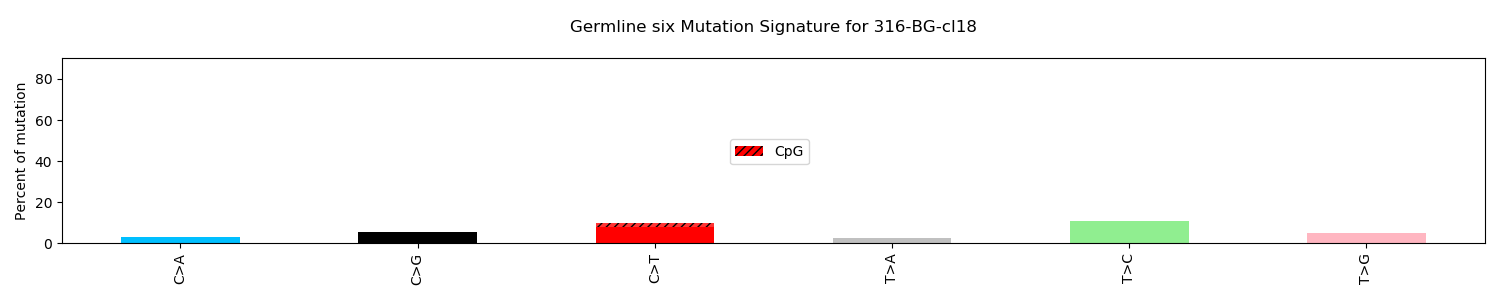 Germline six Mutation Signature for 316-BG-cl18
Percent of mutation
80
60
40
20
0
CpG
C>A
C>G
C>T
T>A
T>C
T>G